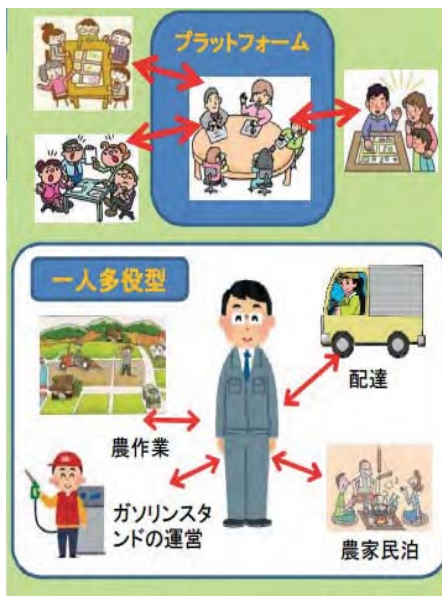 プラットフォーム
一人多役型
配達
農作業
ガソリンスタ
ンドの運営
農家民泊